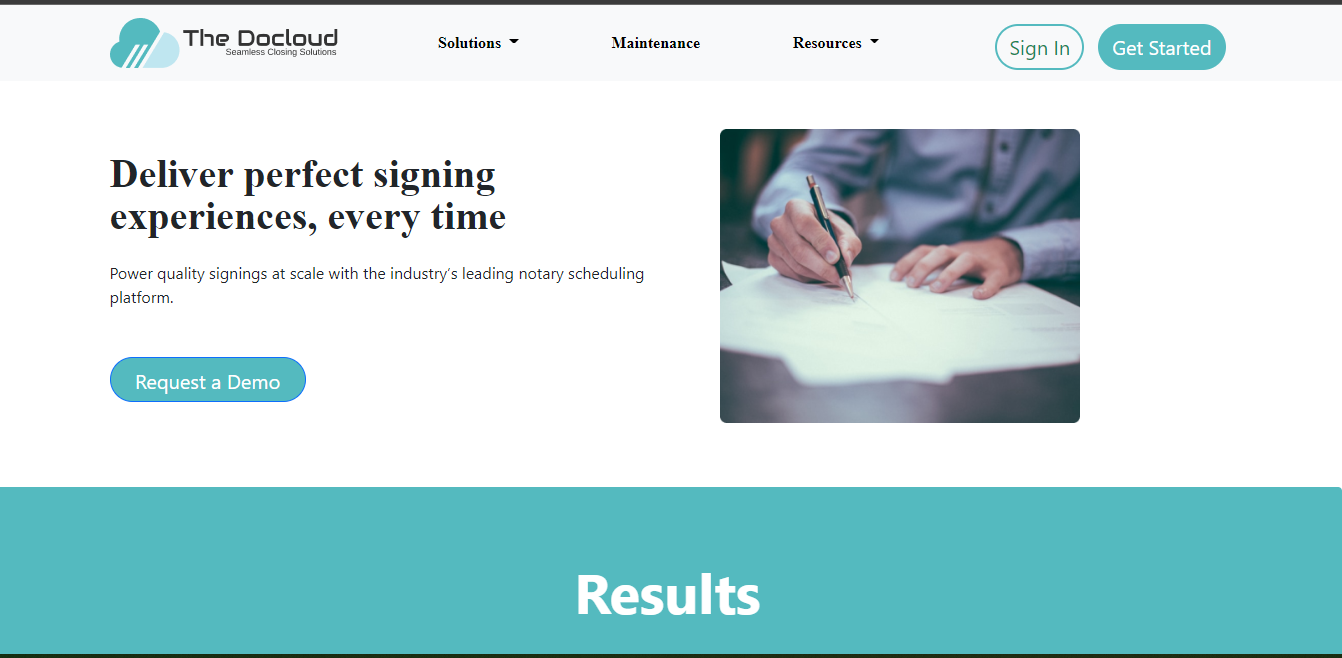 The Docloud
Seamless Closing Solutions
Solutions
Maintenance
Resources
Sign In
Get Started
Deliver perfect signing
experiences, every time
Power quality signings at scale with the industry’s leading notary scheduling
platform.
Request a Demo
Results